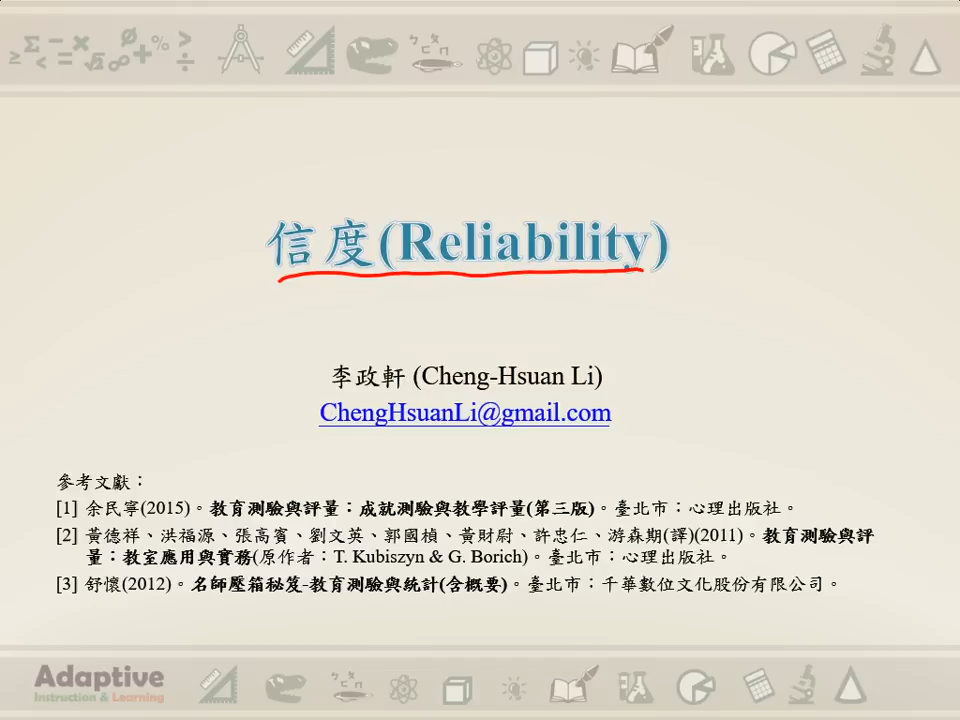 信度(Reliability)
李政軒 (Cheng-Hsuan Li)
ChengHsuanLi@gmail.com
參考文獻：
[1] 余民寧(2015)。教育測驗與評量：成就測驗與教學評量(第三版)。臺北市：心理出版社。
[2] 黃德祥、洪福源、張高賓、劉文英、郭國禎、黃財尉、許忠仁、游森期(譯)(2011)。教育測驗與評
量：教室應用與實務(原作者：T. Kubiszyn & G. Borich)。臺北市：心理出版社。
[3] 舒懷(2012)。名師壓箱秘笈-教育測驗與統計(含概要)。臺北市：千華數位文化股份有限公司。
Adaptive
Instruction & Learning